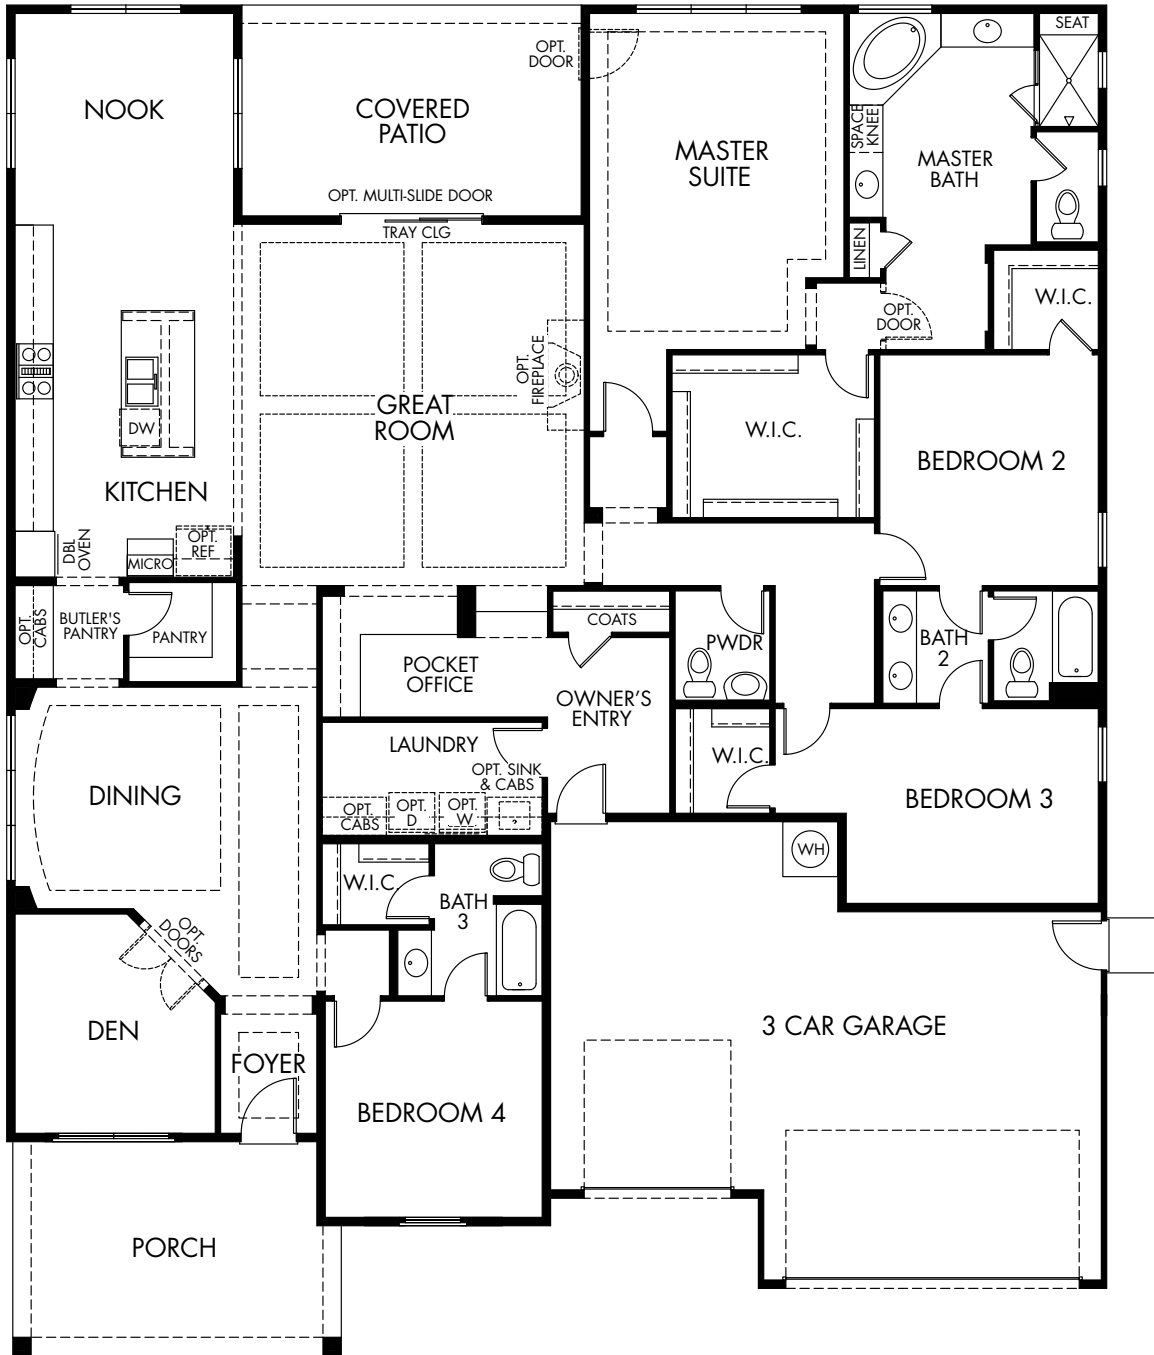 NOOK
COVERED
PATIO
OPT.
DOOR
OPT. MULTI-SLIDE DOOR
TRAY CLG
MASTER
SUITE
SEAT
SPACE
KNEE
MASTER
BATH
LINEN
OPT.
DOOR
W.I.C.
OPT.
FIREPLACE
GREAT
ROOM
DW
KITCHEN
W.I.C.
BEDROOM 2
DBL
OVEN
MICRO
OPT.
REF
OPT.
CABS
BUTLER'S
PANTRY
PANTRY
COATS
PWDR
BATH
2
POCKET
OFFICE
OWNER'S
ENTRY
LAUNDRY
OPT. SINK
& CABS
OPT.
CABS
OPT.
D
OPT.
W.
W.I.C.
DINING
BEDROOM 3
WH
W.I.C.
BATH
3
OPT.
DOORS
DEN
FOYER
3 CAR GARAGE
BEDROOM 4
PORCH